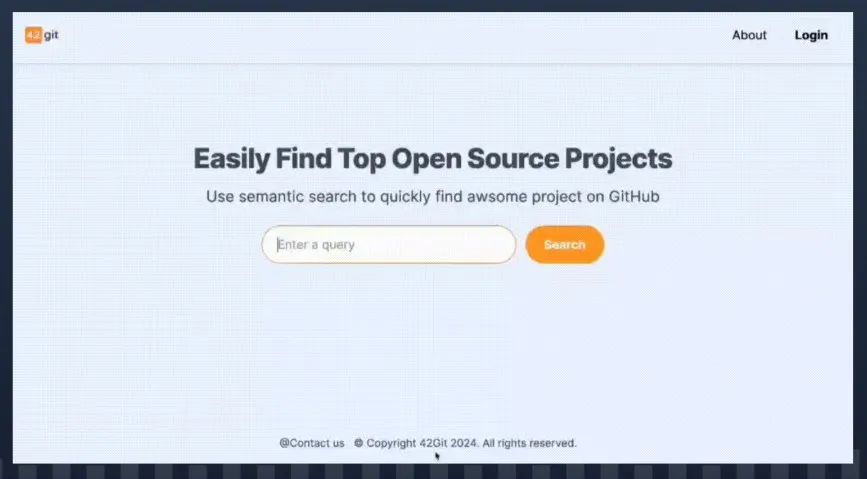 42 git
About
Login
Easily Find Top Open Source Projects
Use semantic search to quickly find awsome project on GitHub
Enter a query
Search
@Contact us © Copyright 42Git 2024. All rights reserved.